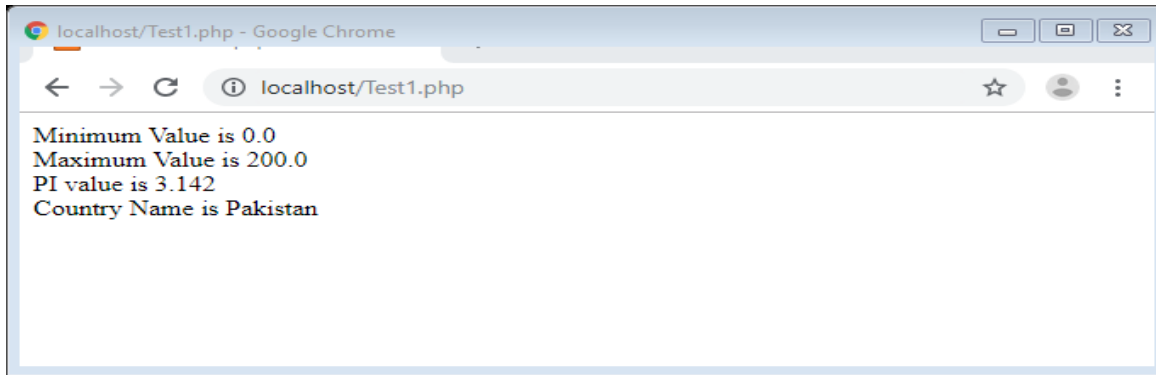 localhost/Test1.php - Google Chrome
localhost/Test1.php
Minimum Value is 0.0
Maximum Value is 200.0
PI value is 3.142
Country Name is Pakistan